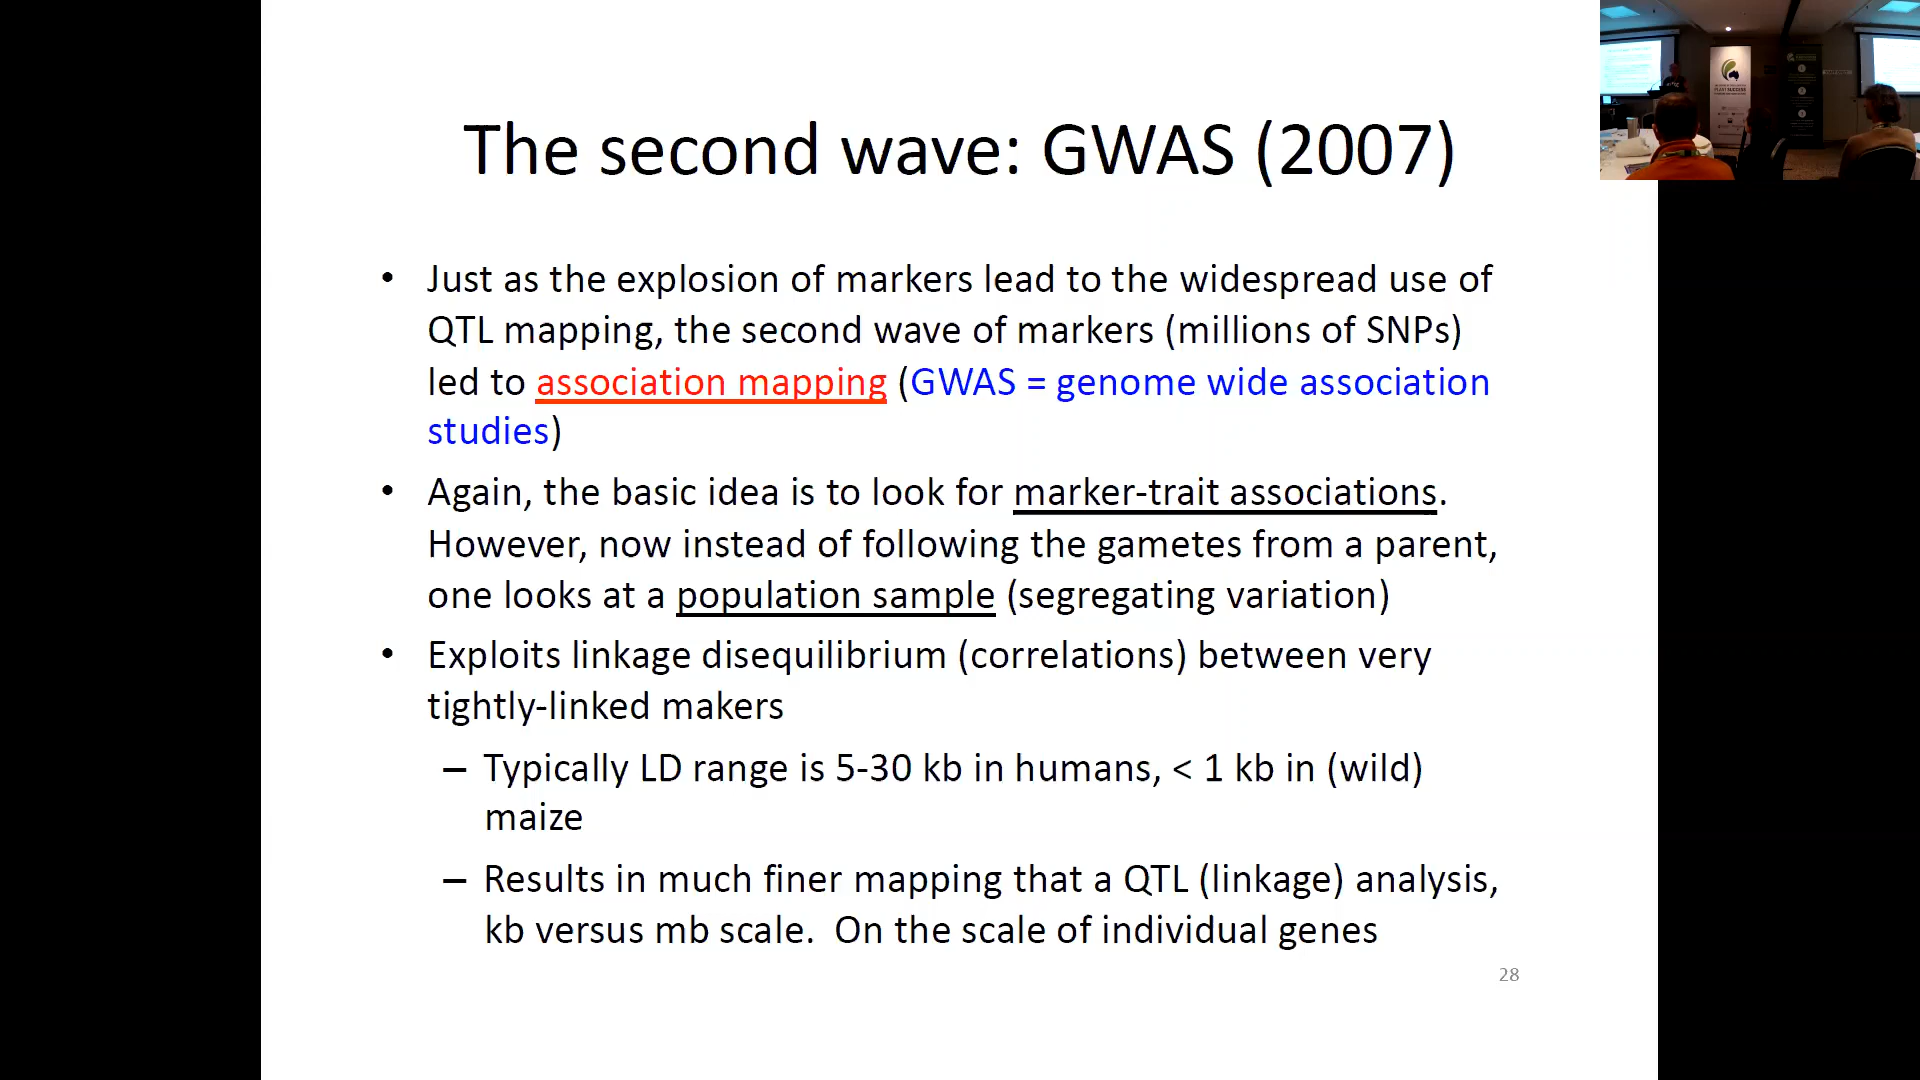 The second wave: GWAS (2007)
• Just as the explosion of markers lead to the widespread use of
QTL mapping, the second wave of markers (millions of SNPs)
led to association mapping (GWAS = genome wide association
studies)
• Again, the basic idea is to look for marker-trait associations.
However, now instead of following the gametes from a parent,
one looks at a population sample (segregating variation)
• Exploits linkage disequilibrium (correlations) between very
tightly-linked makers
– Typically LD range is 5-30 kb in humans, < 1 kb in (wild)
maize
– Results in much finer mapping that a QTL (linkage) analysis,
kb versus mb scale. On the scale of individual genes
28